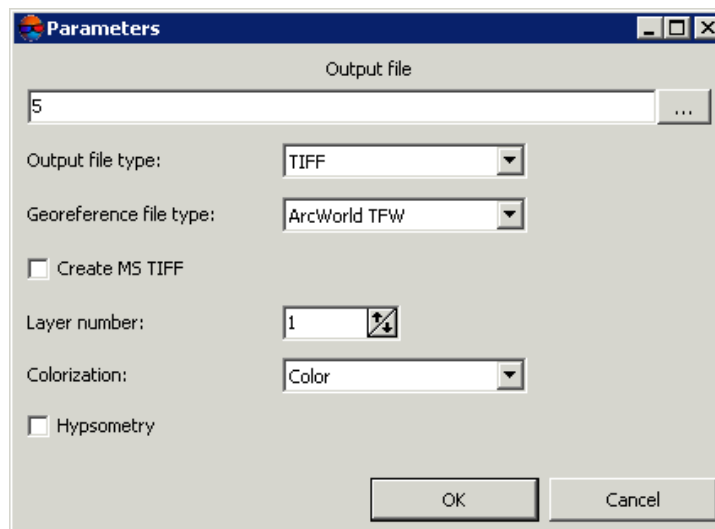 Parameters
Output file
5
...
Output file type: TIFF
Georeference file type: ArcWorld TFW
Create MS TIFF
Layer number: 1
Colorization: Color
Hypsometry
OK Cancel